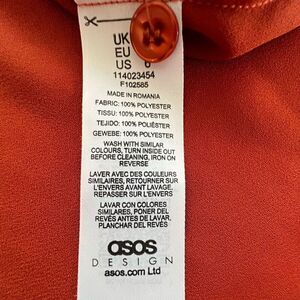 UK
EU
US 6
114023454
F102585
MADE IN ROMANIA
FABRIC: 100% POLYESTER
TISSU: 100% POLYESTER
TEJIDO: 100% POLIÉSTER
GEWEBE: 100% POLYESTER
WASH WITH SIMILAR
COLOURS, TURN INSIDE OUT
BEFORE CLEANING, IRON ON
REVERSE
LAVER AVEC DES COULEURS
SIMILAIRES, RETOURNER SUR
L'ENVERS AVANT LAVAGE,
REPASSER SUR L'ENVERS
LAVAR CON COLORES
SIMILARES, PONER DEL
REVÉS ANTES DE LAVAR,
PLANCHAR DEL REVÉS
asos
DESIGN
asos.com Ltd